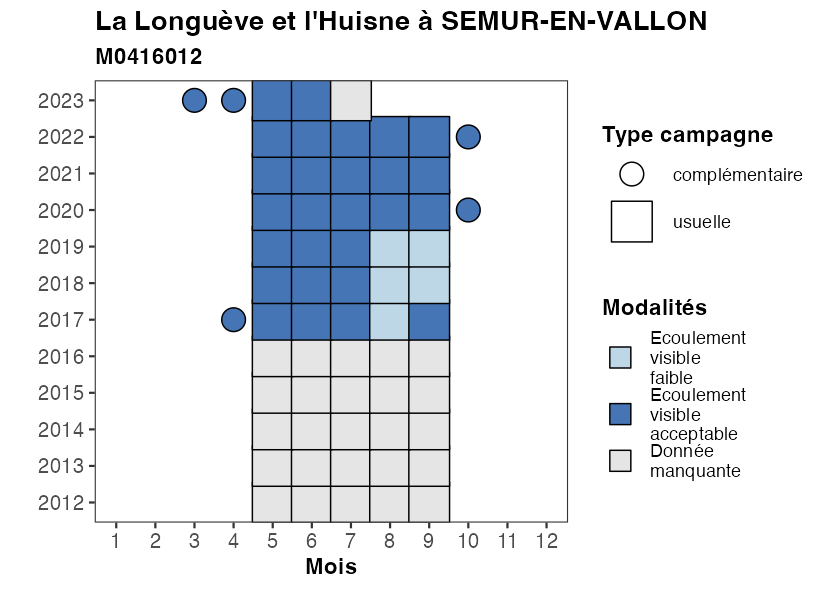 La Longuève et l'Huisne à SEMUR-EN-VALLON
M0416012
2023
2022
2021
2020
2019
2018
2017
2016
2015
2014
2013
2012
1 2 3 4 5 6 7 8 9 10 11 12
Mois
Type campagne
complémentaire
usuelle
Modalités
Ecoulement
visible
faible
Ecoulement
visible
acceptable
Donnée
manquante